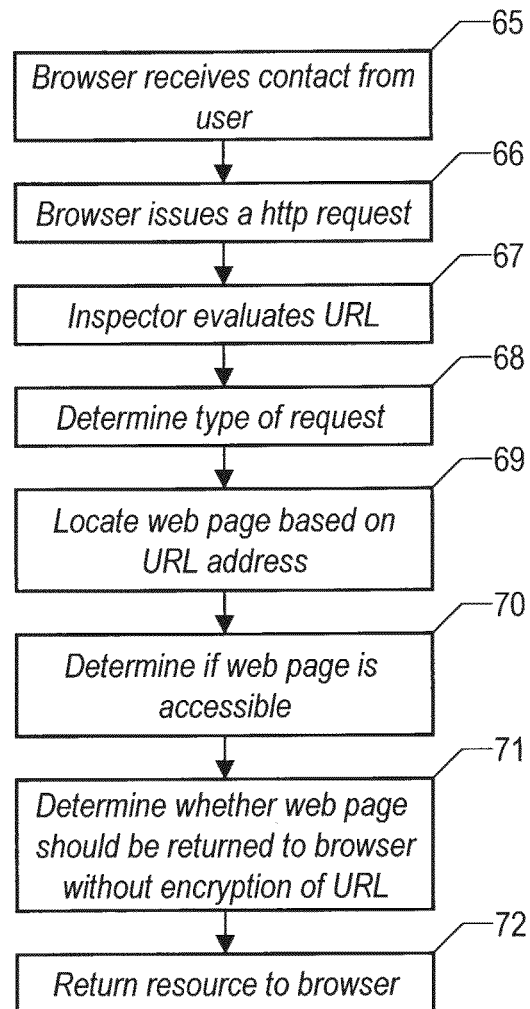 65
Browser receives contact from
user
66
Browser issues a http request
67
Inspector evaluates URL
68
Determine type of request
69
Locate web page based on
URL address
70
Determine if web page is
accessible
71
Determine whether web page
should be returned to browser
without encryption of URL
72
Return resource to browser